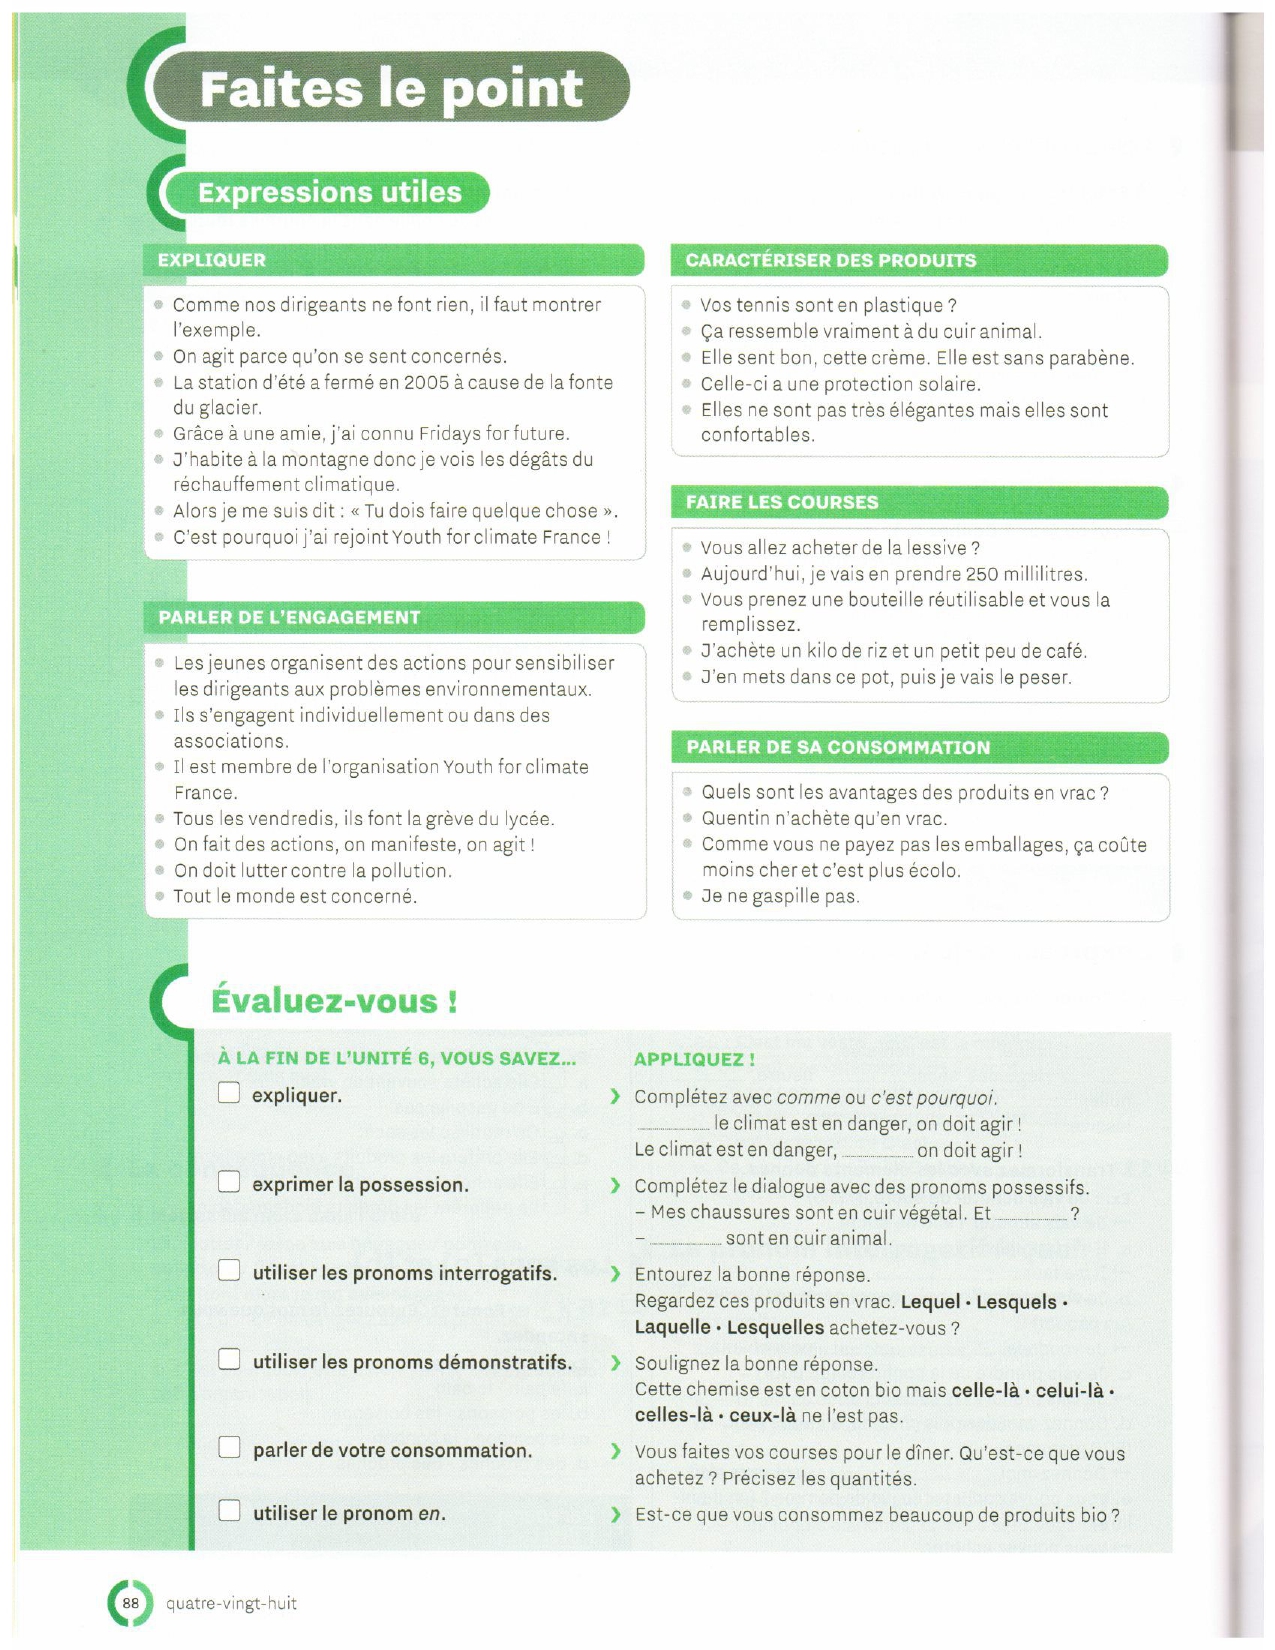 Faites le point
Expressions utiles
EXPLIQUER
• Comme nos dirigeants ne font rien, il faut montrer
l'exemple.
• On agit parce qu'on se sent concernés.
• La station d'été a fermé en 2005 à cause de la fonte
du glacier.
• Grâce à une amie, j'ai connu Fridays for future.
• J'habite à la montagne donc je vois les dégâts du
réchauffement climatique.
• Alors je me suis dit : « Tu dois faire quelque chose ».
• C'est pourquoi j'ai rejoint Youth for climate France !
PARLER DE L'ENGAGEMENT
• Les jeunes organisent des actions pour sensibiliser
les dirigeants aux problèmes environnementaux.
• Ils s'engagent individuellement ou dans des
associations.
• Il est membre de l'organisation Youth for climate
France.
• Tous les vendredis, ils font la grève du lycée.
• On fait des actions, on manifeste, on agit !
• On doit lutter contre la pollution.
• Tout le monde est concerné.
CARACTÉRISER DES PRODUITS
• Vos tennis sont en plastique ?
• Ça ressemble vraiment à du cuir animal.
• Elle sent bon, cette crème. Elle est sans parabène.
• Celle-ci a une protection solaire.
• Elles ne sont pas très élégantes mais elles sont
confortables.
FAIRE LES COURSES
• Vous allez acheter de la lessive ?
• Aujourd'hui, je vais en prendre 250 millilitres.
• Vous prenez une bouteille réutilisable et vous la
remplissez.
• J'achète un kilo de riz et un petit peu de café.
• J'en mets dans ce pot, puis je vais le peser.
PARLER DE SA CONSOMMATION
• Quels sont les avantages des produits en vrac ?
• Quentin n'achète qu'en vrac.
• Comme vous ne payez pas les emballages, ça coûte
moins cher et c'est plus écolo.
• Je ne gaspille pas.
Évaluez-vous !
À LA FIN DE L'UNITÉ 6, VOUS SAVEZ...
APPLIQUEZ !
expliquer.
› Complétez avec comme ou c'est pourquoi.
________ le climat est en danger, on doit agir !
Le climat est en danger, ________ on doit agir !
exprimer la possession.
› Complétez le dialogue avec des pronoms possessifs.
– Mes chaussures sont en cuir végétal. Et ________ ?
– ________ sont en cuir animal.
utiliser les pronoms interrogatifs.
› Entourez la bonne réponse.
Regardez ces produits en vrac. Lequel • Lesquels •
Laquelle • Lesquelles achetez-vous ?
utiliser les pronoms démonstratifs.
› Soulignez la bonne réponse.
Cette chemise est en coton bio mais celle-là • celui-là •
celles-là • ceux-là ne l'est pas.
parler de votre consommation.
› Vous faites vos courses pour le dîner. Qu'est-ce que vous
achetez ? Précisez les quantités.
utiliser le pronom en.
› Est-ce que vous consommez beaucoup de produits bio ?
88 quatre-vingt-huit